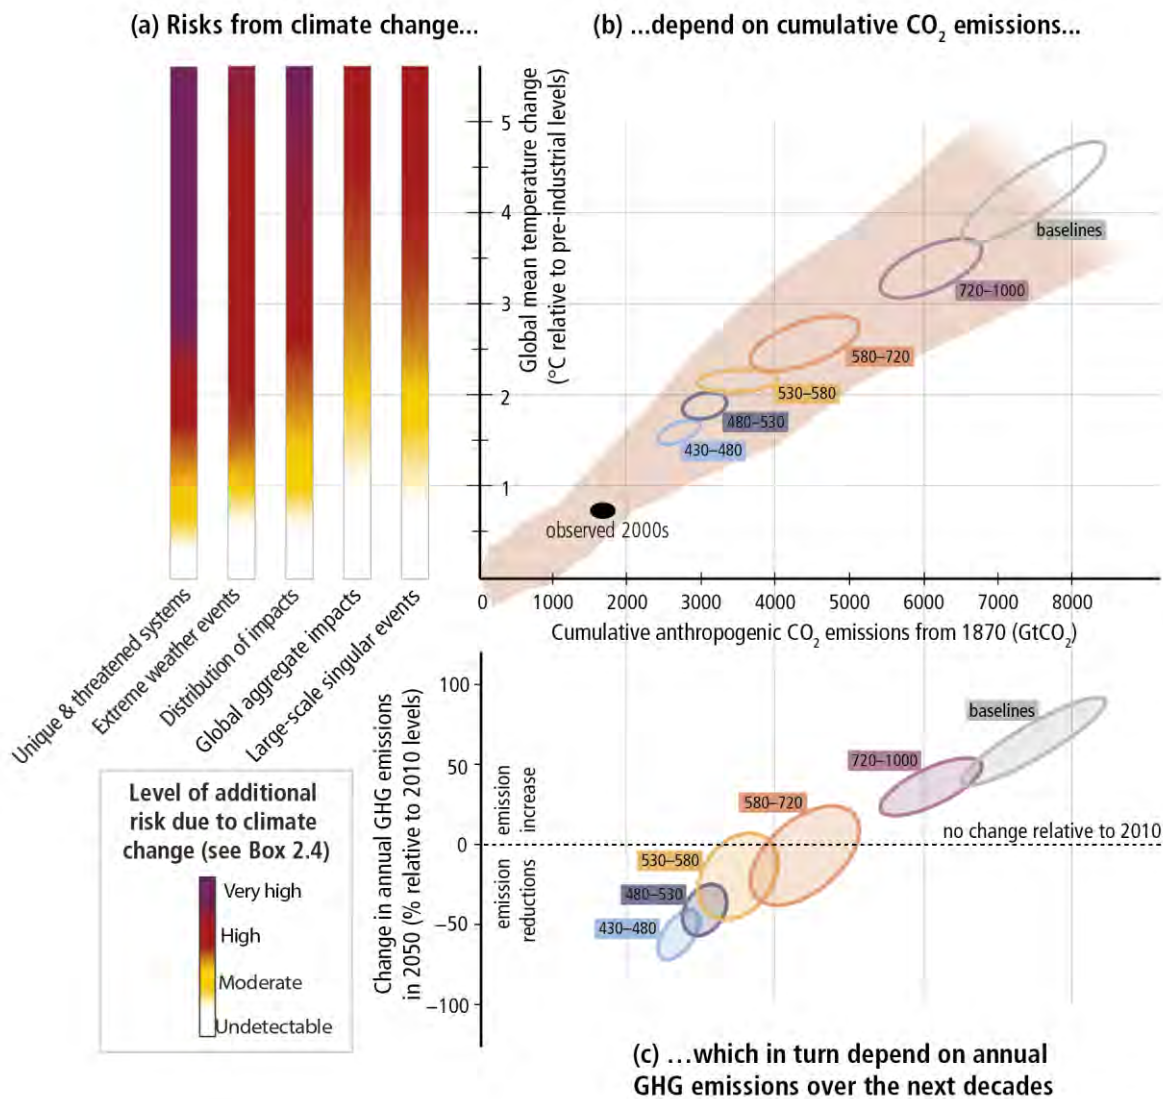 (a) Risks from climate change...
(b) ...depend on cumulative CO2 emissions...
Global mean temperature change
(°C relative to pre-industrial levels)
5
4
3
2
1
baselines
720–1000
580–720
530–580
480–530
430–480
observed 2000s
0 1000 2000 3000 4000 5000 6000 7000 8000
Cumulative anthropogenic CO2 emissions from 1870 (GtCO2)
Unique & threatened systems
Extreme weather events
Distribution of impacts
Global aggregate impacts
Large-scale singular events
Level of additional
risk due to climate
change (see Box 2.4)
Very high
High
Moderate
Undetectable
Change in annual GHG emissions
in 2050 (% relative to 2010 levels)
100
50
0
−50
−100
emission
increase
emission
reductions
baselines
720–1000
580–720
no change relative to 2010
530–580
480–530
430–480
(c) ...which in turn depend on annual
GHG emissions over the next decades